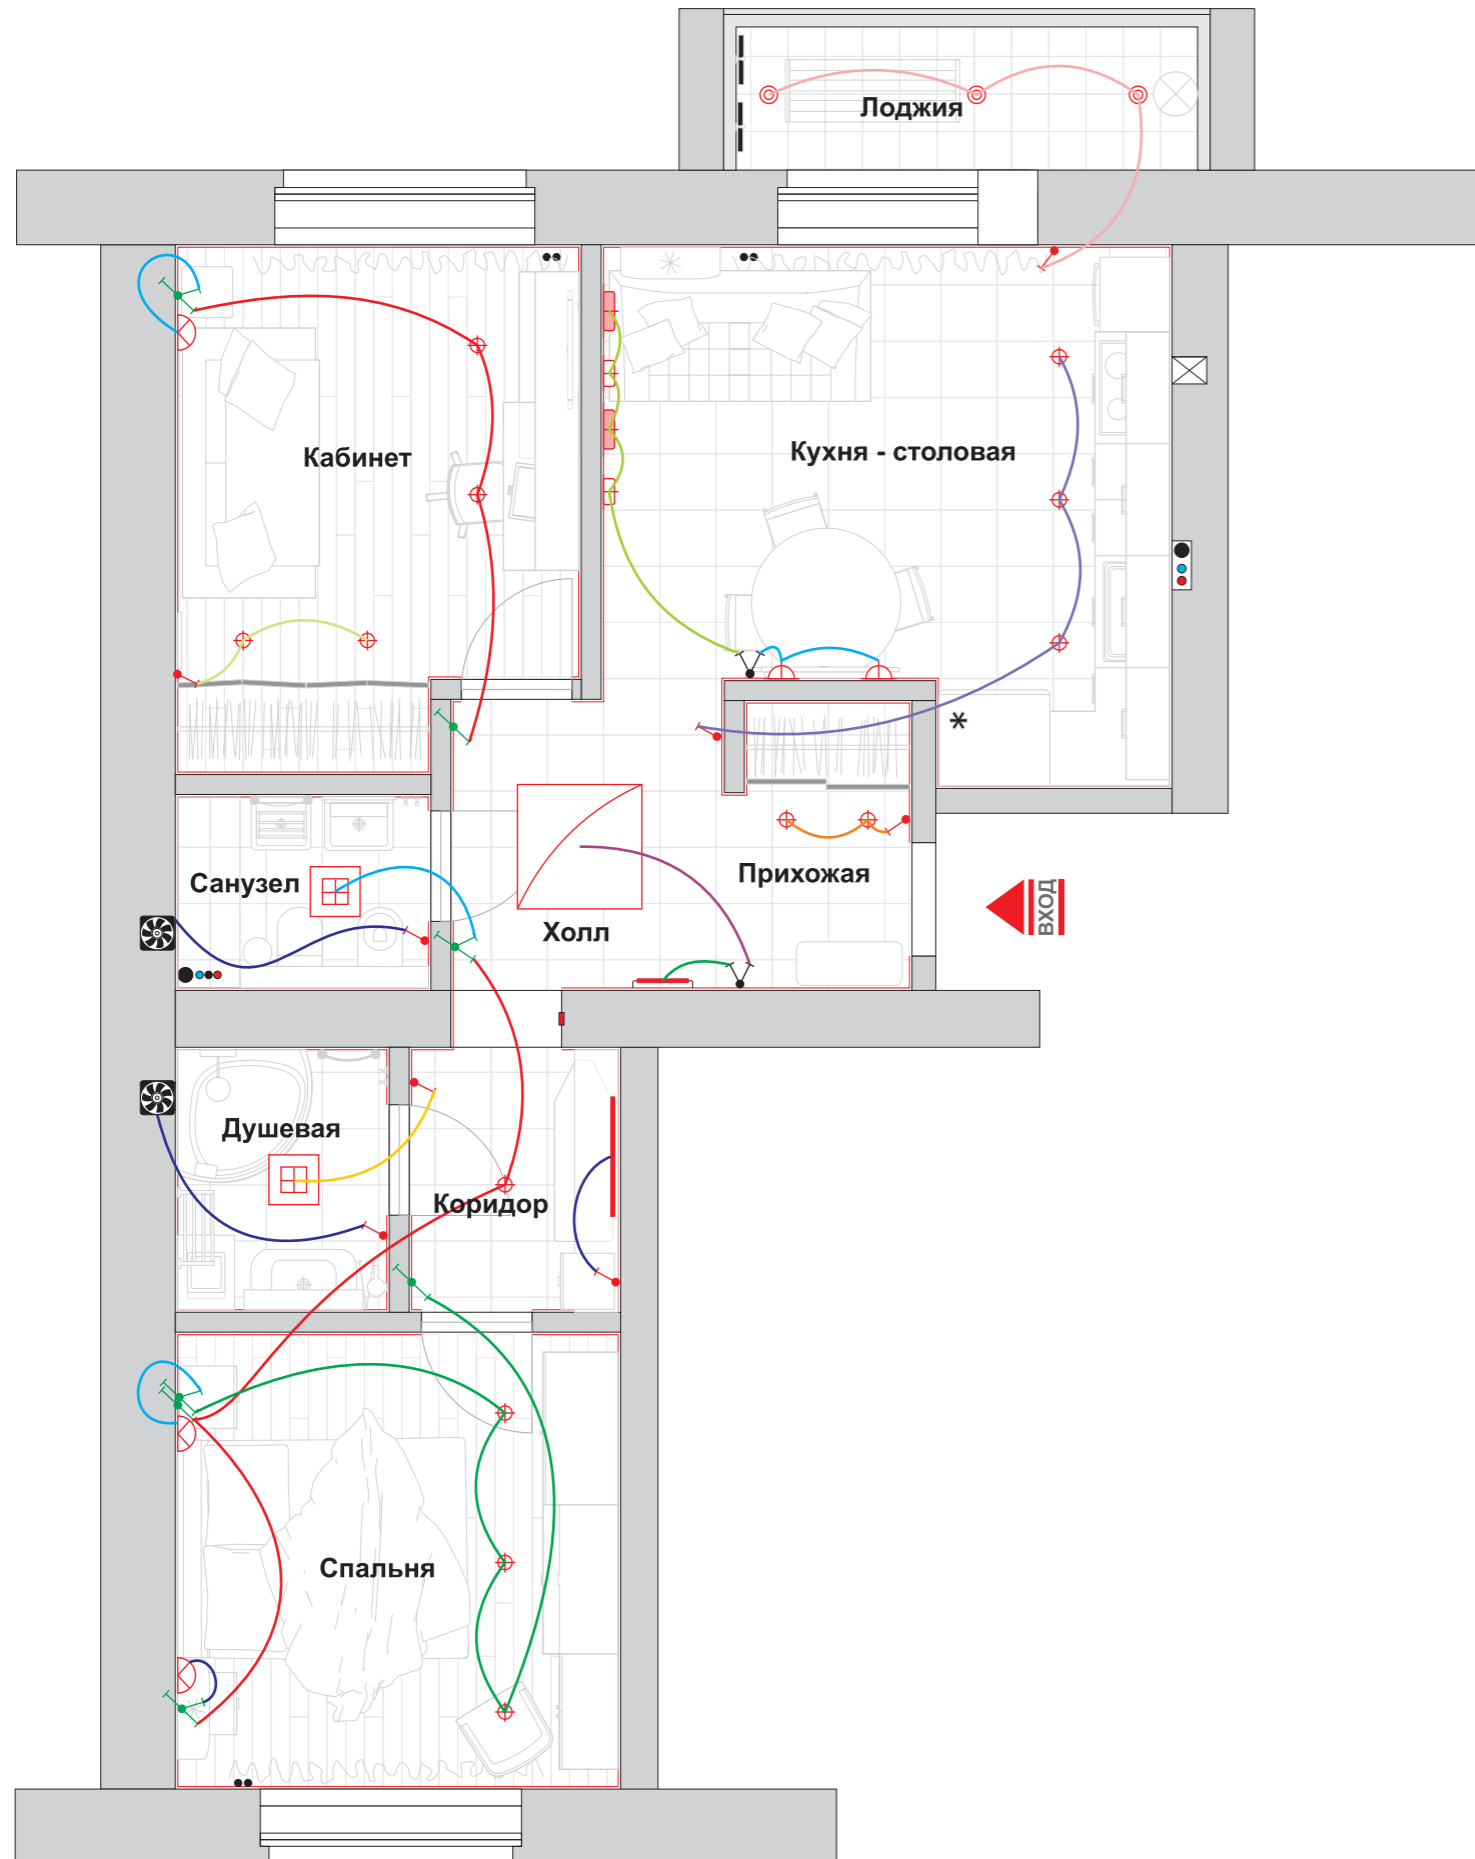 Лоджия
Кабинет
Кухня - столовая
*
Санузел
Прихожая
ВХОД
Холл
Душевая
Коридор
Спальня